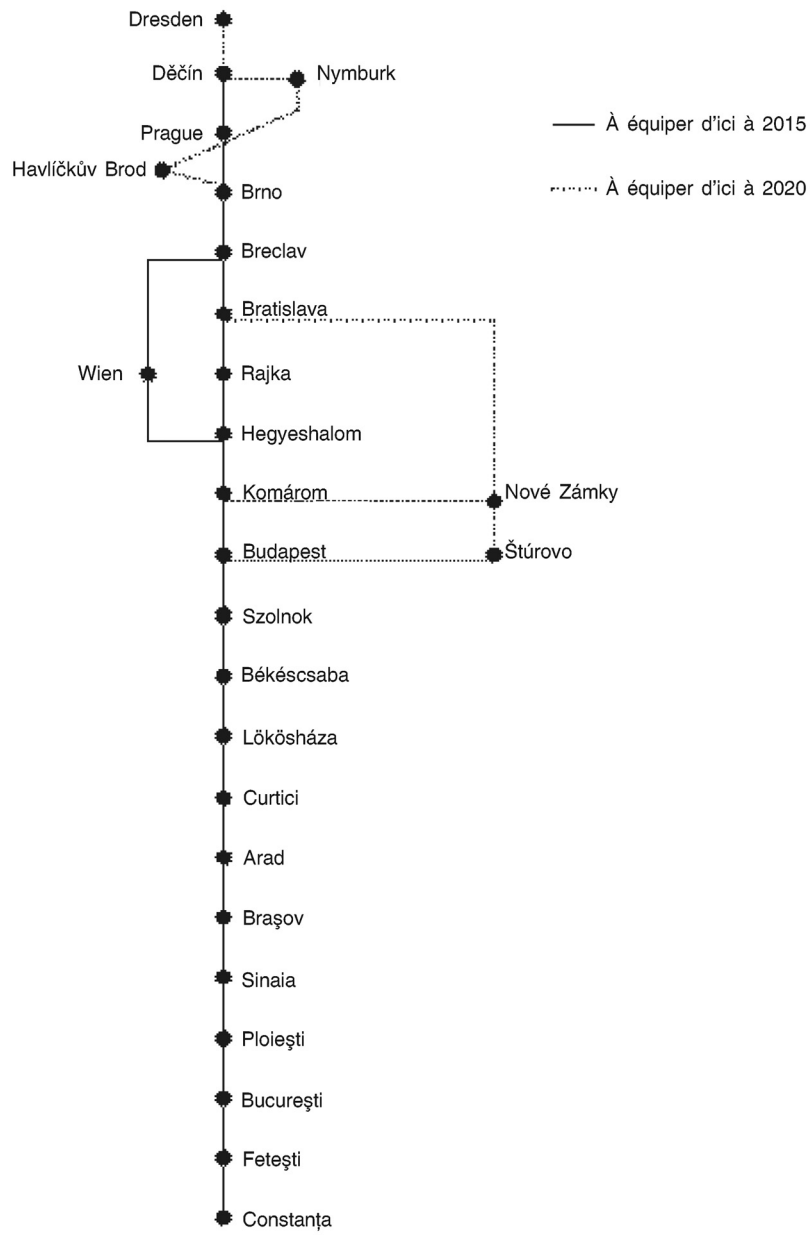 Dresden
Děčín
Nymburk
Prague
À équiper d'ici à 2015
Havlíčkův Brod
À équiper d'ici à 2020
Brno
Breclav
Bratislava
Wien
Rajka
Hegyeshalom
Komárom
Nové Zámky
Budapest
Štúrovo
Szolnok
Békéscsaba
Lökösháza
Curtici
Arad
Braşov
Sinaia
Ploieşti
Bucureşti
Feteşti
Constanţa